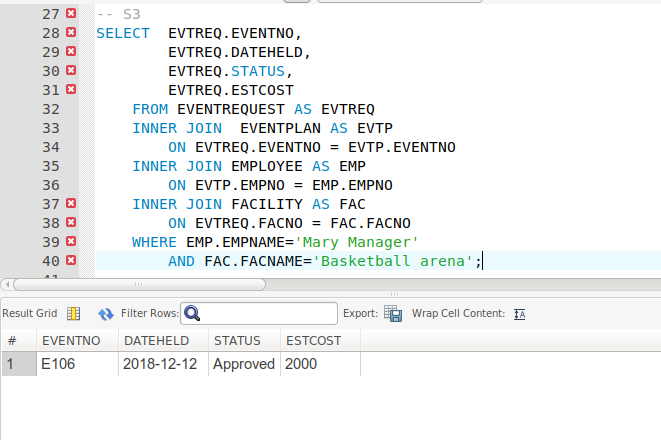 27 -- S3
28 SELECT EVTREQ.EVENTNO,
29 EVTREQ.DATEHELD,
30 EVTREQ.STATUS,
31 EVTREQ.ESTCOST
32 FROM EVENTREQUEST AS EVTREQ
33 INNER JOIN EVENTPLAN AS EVTP
34 ON EVTREQ.EVENTNO = EVTP.EVENTNO
35 INNER JOIN EMPLOYEE AS EMP
36 ON EVTP.EMPNO = EMP.EMPNO
37 INNER JOIN FACILITY AS FAC
38 ON EVTREQ.FACNO = FAC.FACNO
39 WHERE EMP.EMPNAME='Mary Manager'
40 AND FAC.FACNAME='Basketball arena';
Result Grid Filter Rows: Export: Wrap Cell Content:
# EVENTNO DATEHELD STATUS ESTCOST
1 E106 2018-12-12 Approved 2000